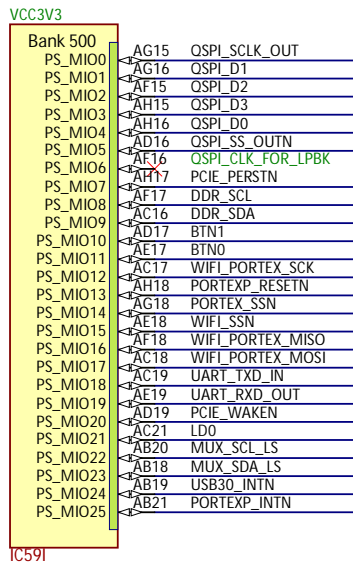 VCC3V3
Bank 500
PS_MIO0 AG15 QSPI_SCLK_OUT
PS_MIO1 AG16 QSPI_D1
PS_MIO2 AF15 QSPI_D2
PS_MIO3 AH15 QSPI_D3
PS_MIO4 AH16 QSPI_D0
PS_MIO5 AD16 QSPI_SS_OUTN
PS_MIO6 AF16 QSPI_CLK_FOR_LPBK
PS_MIO7 AH17 PCIE_PERSTN
PS_MIO8 AF17 DDR_SCL
PS_MIO9 AC16 DDR_SDA
PS_MIO10 AD17 BTN1
PS_MIO11 AE17 BTN0
PS_MIO12 AC17 WIFI_PORTEX_SCK
PS_MIO13 AH18 PORTEXP_RESETN
PS_MIO14 AG18 PORTEX_SSN
PS_MIO15 AE18 WIFI_SSN
PS_MIO16 AF18 WIFI_PORTEX_MISO
PS_MIO17 AC18 WIFI_PORTEX_MOSI
PS_MIO18 AC19 UART_TXD_IN
PS_MIO19 AE19 UART_RXD_OUT
PS_MIO20 AD19 PCIE_WAKEN
PS_MIO21 AC21 LD0
PS_MIO22 AB20 MUX_SCL_LS
PS_MIO23 AB18 MUX_SDA_LS
PS_MIO24 AB19 USB30_INTN
PS_MIO25 AB21 PORTEXP_INTN
IC59I